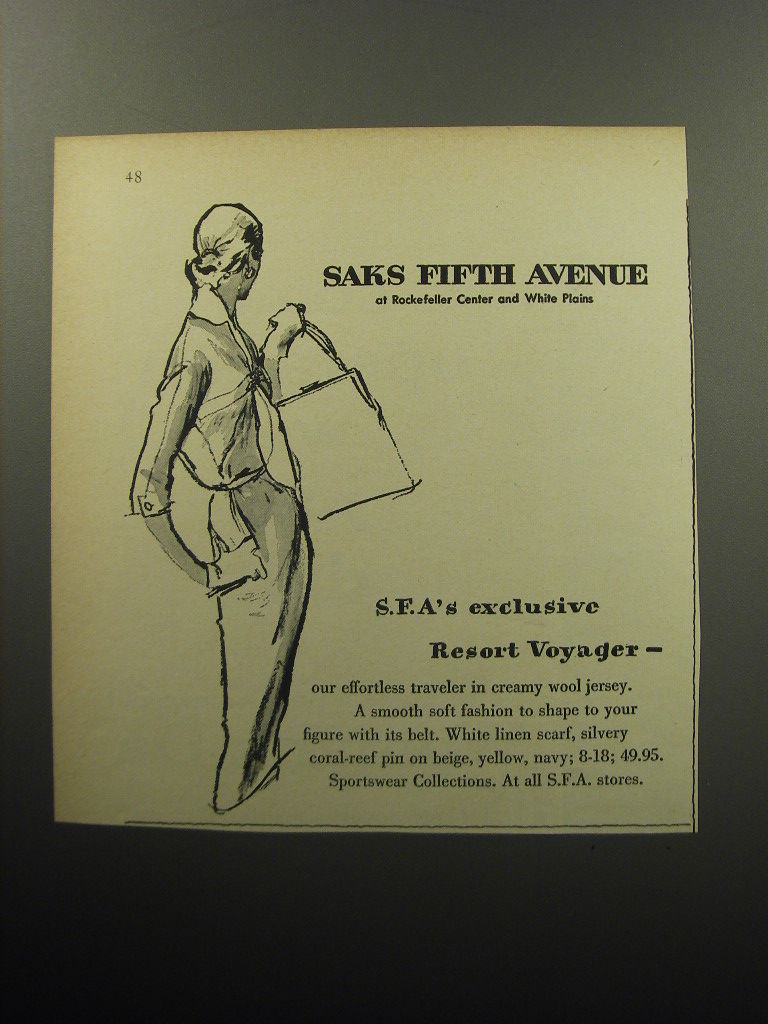 48
SAKS FIFTH AVENUE
at Rockefeller Center and White Plains
S.F.A's exclusive
Resort Voyager —
our effortless traveler in creamy wool jersey.
A smooth soft fashion to shape to your
figure with its belt. White linen scarf, silvery
coral-reef pin on beige, yellow, navy; 8-18; 49.95.
Sportswear Collections. At all S.F.A. stores.